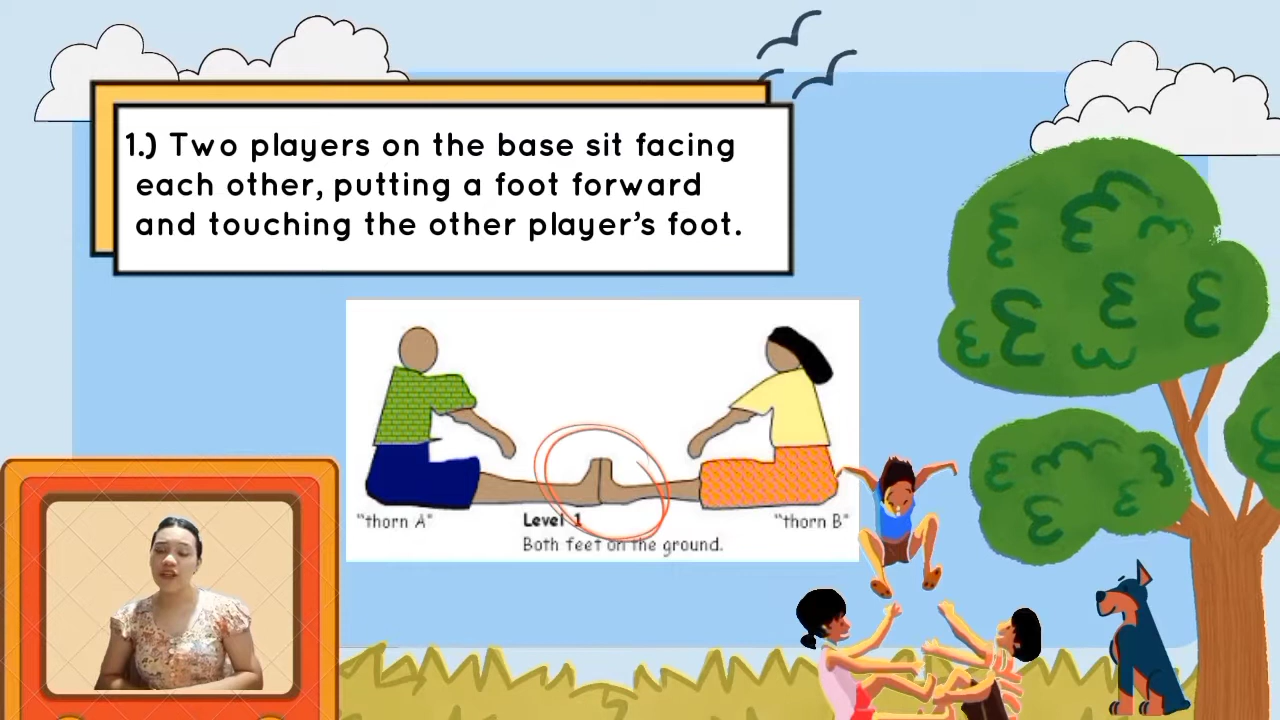 1.) Two players on the base sit facing
each other, putting a foot forward
and touching the other player's foot.
"thorn A" Level 1 "thorn B"
Both feet on the ground.